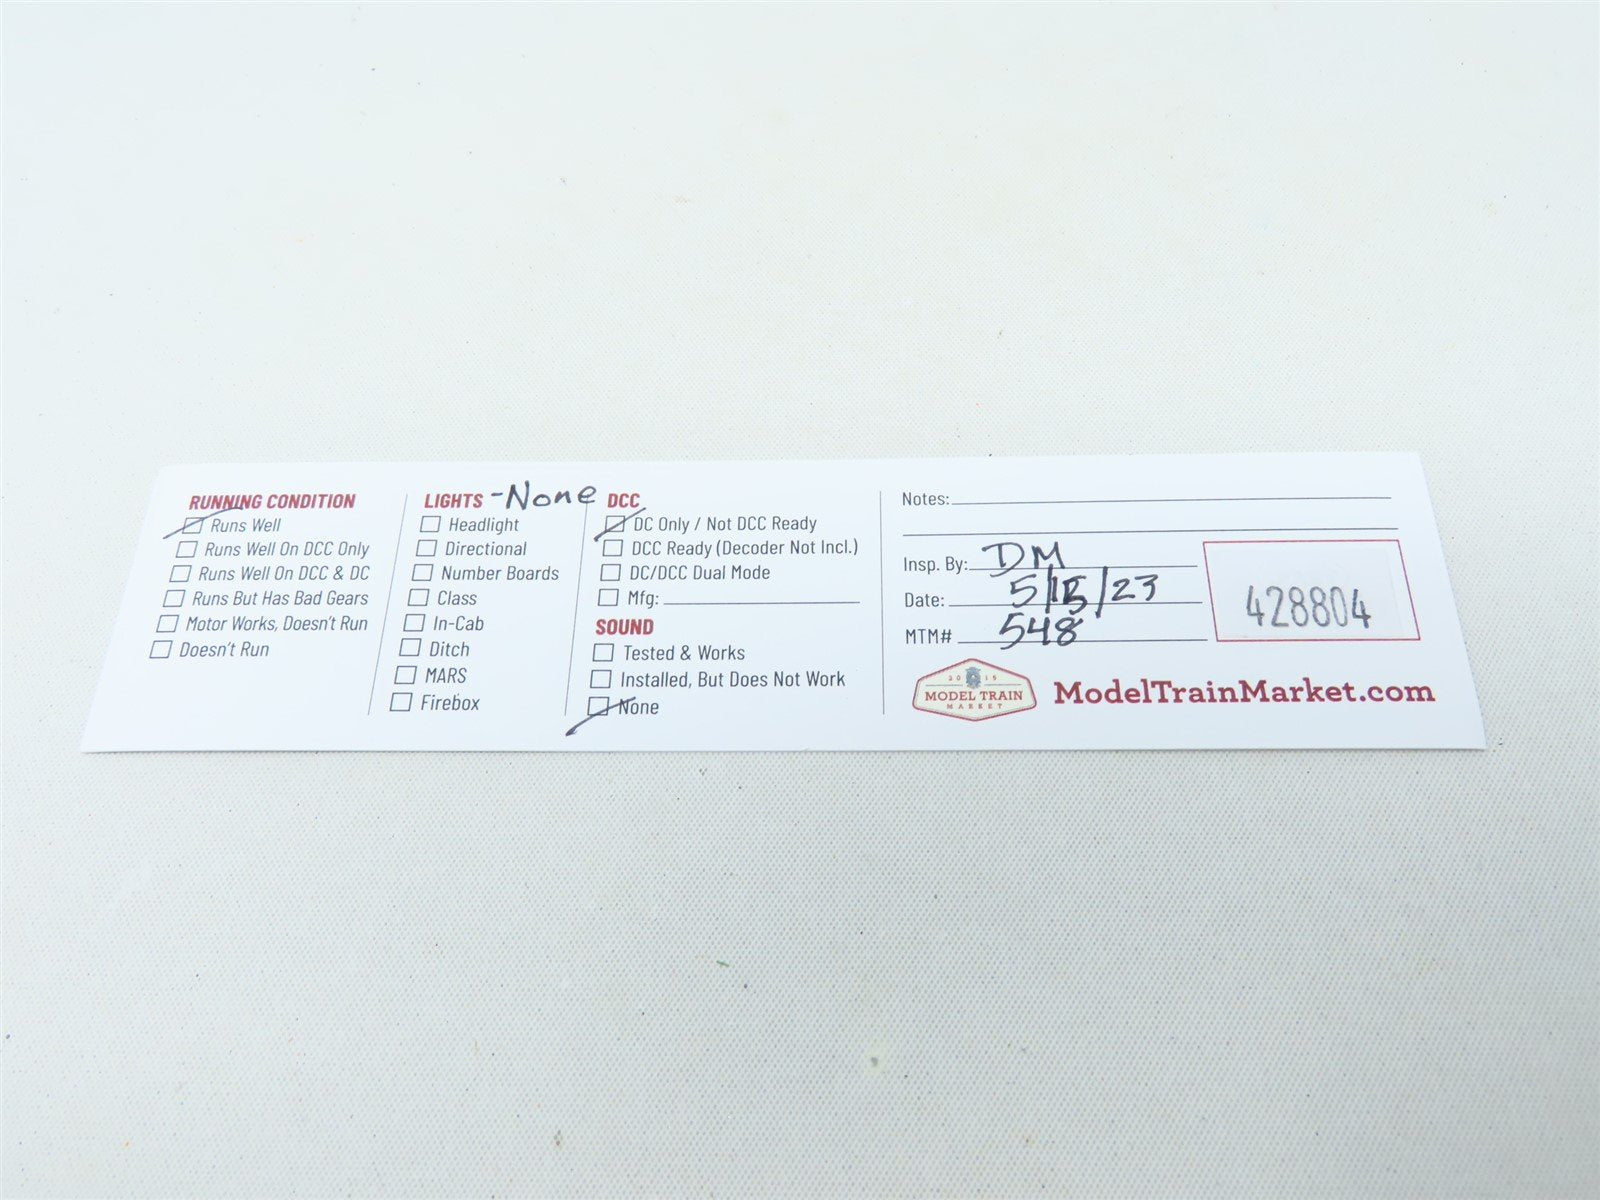 RUNNING CONDITION
Runs Well
Runs Well On DCC Only
Runs Well On DCC & DC
Runs But Has Bad Gears
Motor Works, Doesn't Run
Doesn't Run
LIGHTS - None
Headlight
Directional
Number Boards
Class
In-Cab
Ditch
MARS
Firebox
DCC
DC Only / Not DCC Ready
DCC Ready (Decoder Not Incl.)
DC/DCC Dual Mode
Mfg:
SOUND
Tested & Works
Installed, But Does Not Work
None
Notes:
Insp. By: DM
Date: 5/15/23
MTM# 548
428804
2015
MODEL TRAIN
MARKET
ModelTrainMarket.com